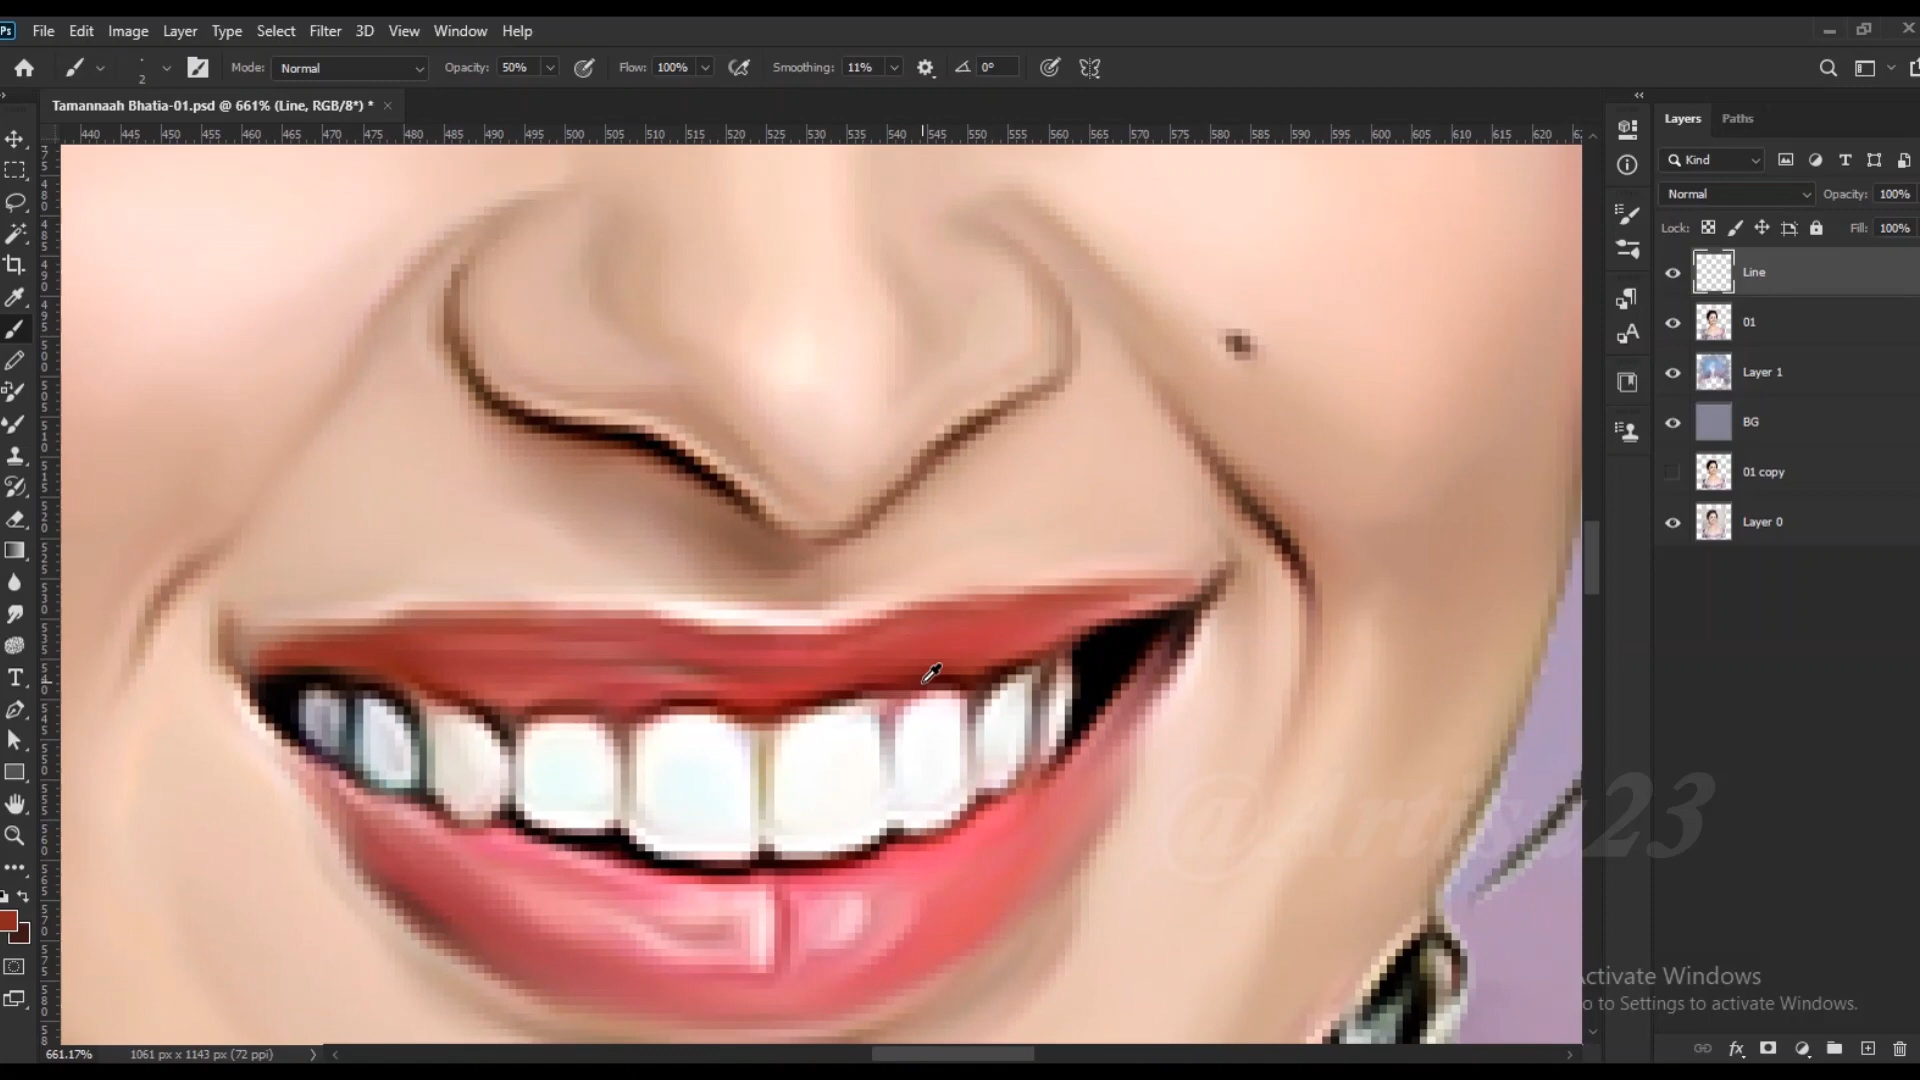 Ps File Edit Image Layer Type Select Filter 3D View Window Help
2 Mode: Normal Opacity: 50% Flow: 100% Smoothing: 11% 0°
Tamannaah Bhatia-01.psd @ 661% (Line, RGB/8*) * ×
440 445 450 455 460 465 470 475 480 485 490 495 500 505 510 515 520 525 530 535 540 545 550 555 560 565 570 575 580 585 590 595 600 605 610 615 620
Layers Paths
Kind
Normal Opacity: 100%
Lock: Fill: 100%
Line
01
Layer 1
BG
01 copy
Layer 0
Activate Windows
o to Settings to activate Windows.
661.17% 1061 px x 1143 px (72 ppi)